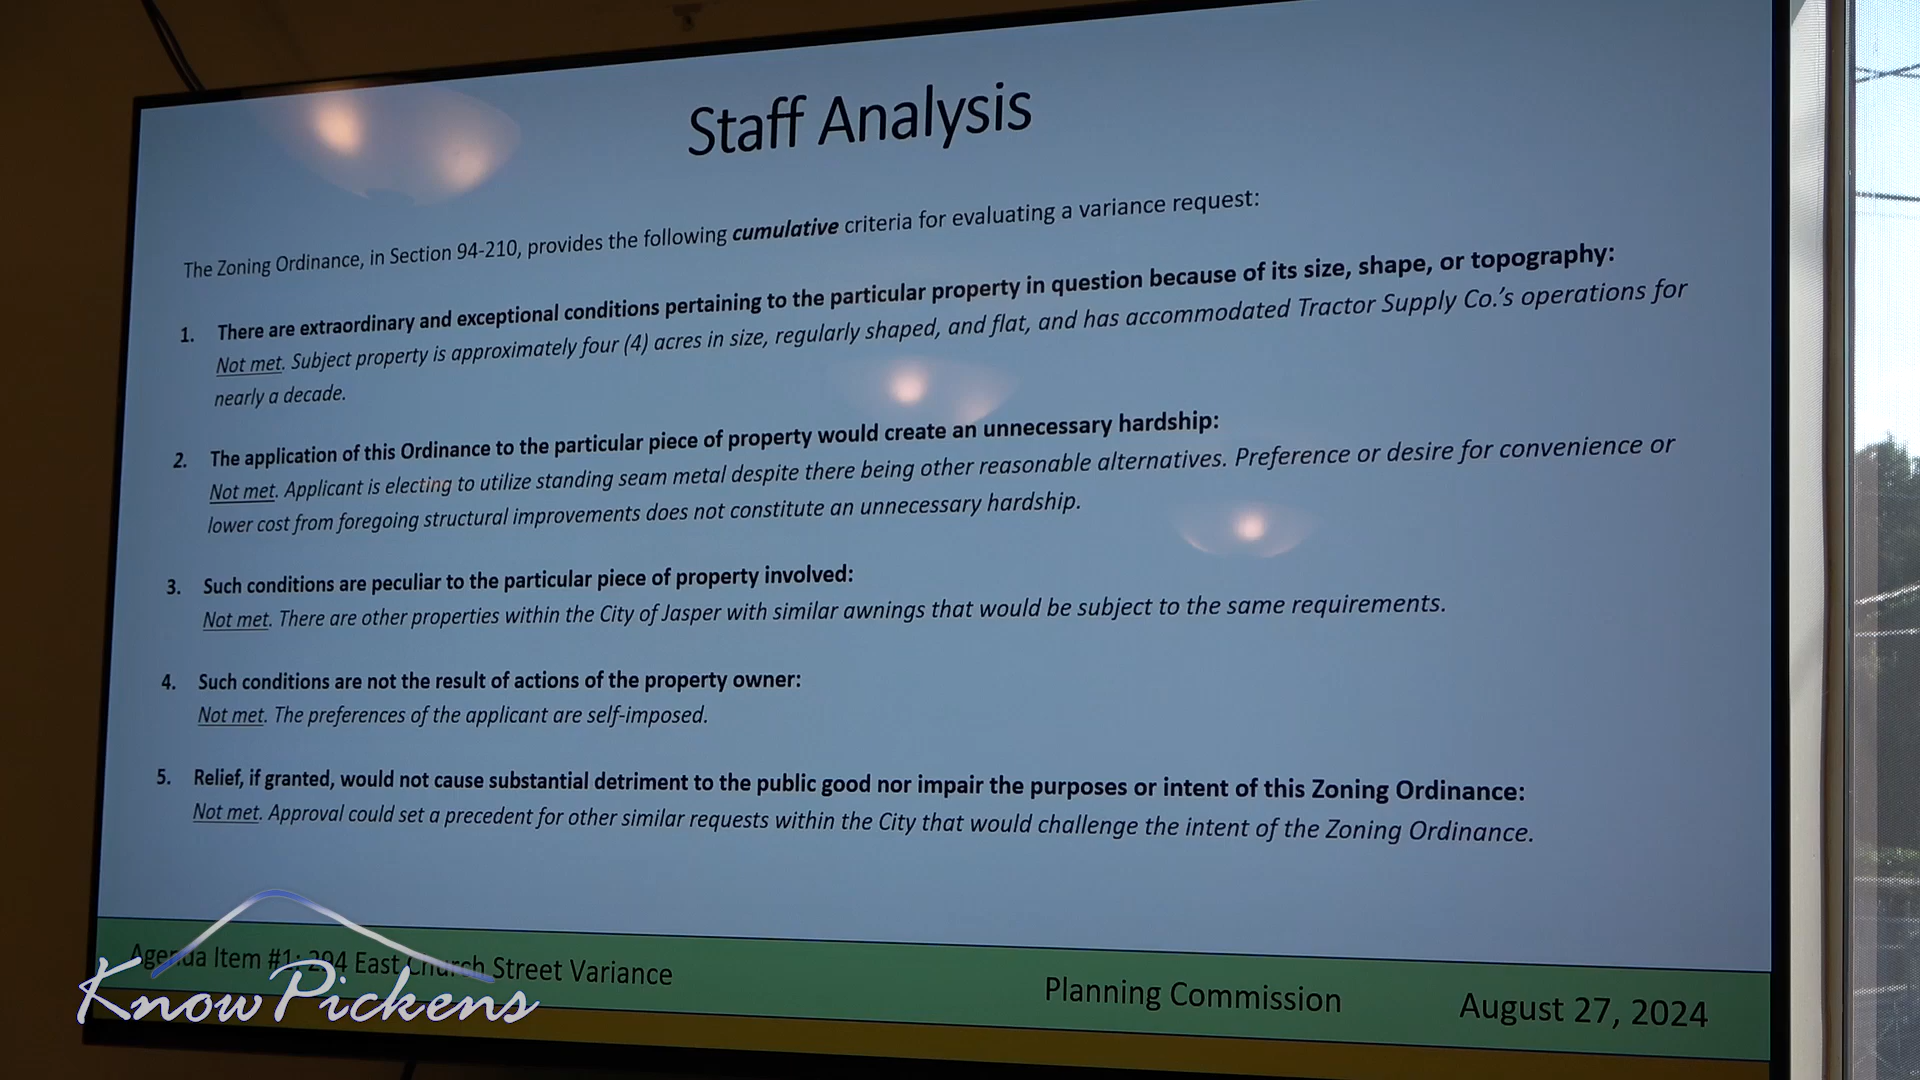 Staff Analysis
The Zoning Ordinance, in Section 94-210, provides the following cumulative criteria for evaluating a variance request:
1. There are extraordinary and exceptional conditions pertaining to the particular property in question because of its size, shape, or topography:
Not met. Subject property is approximately four (4) acres in size, regularly shaped, and flat, and has accommodated Tractor Supply Co.'s operations for
nearly a decade.
2. The application of this Ordinance to the particular piece of property would create an unnecessary hardship:
Not met. Applicant is electing to utilize standing seam metal despite there being other reasonable alternatives. Preference or desire for convenience or
lower cost from foregoing structural improvements does not constitute an unnecessary hardship.
3. Such conditions are peculiar to the particular piece of property involved:
Not met. There are other properties within the City of Jasper with similar awnings that would be subject to the same requirements.
4. Such conditions are not the result of actions of the property owner:
Not met. The preferences of the applicant are self-imposed.
5. Relief, if granted, would not cause substantial detriment to the public good nor impair the purposes or intent of this Zoning Ordinance:
Not met. Approval could set a precedent for other similar requests within the City that would challenge the intent of the Zoning Ordinance.
Agenda Item #1: 294 East Church Street Variance
Planning Commission
August 27, 2024
KnowPickens